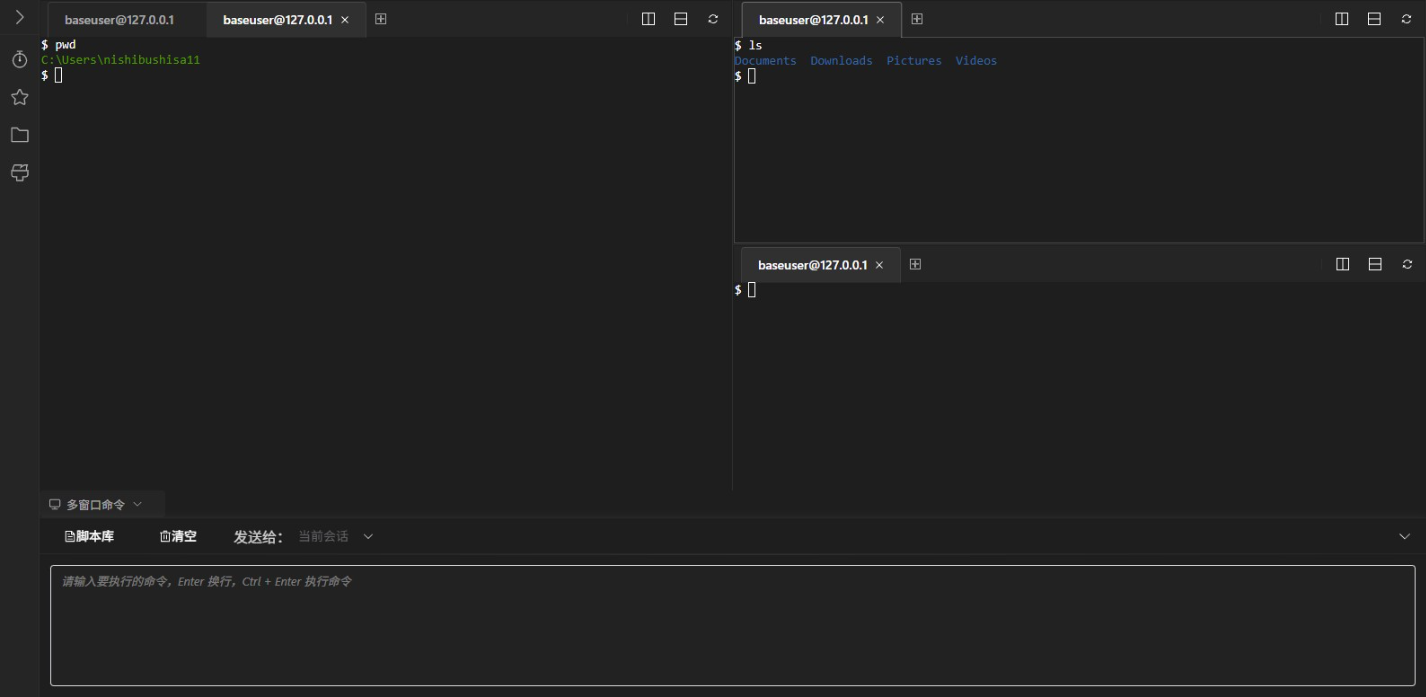 baseuser@127.0.0.1
baseuser@127.0.0.1
$ pwd
C:\Users\nishibushisa11
$
baseuser@127.0.0.1
$ ls
Documents Downloads Pictures Videos
$
baseuser@127.0.0.1
$
多窗口命令
脚本库 清空 发送给： 当前会话
请输入要执行的命令，Enter 换行，Ctrl + Enter 执行命令